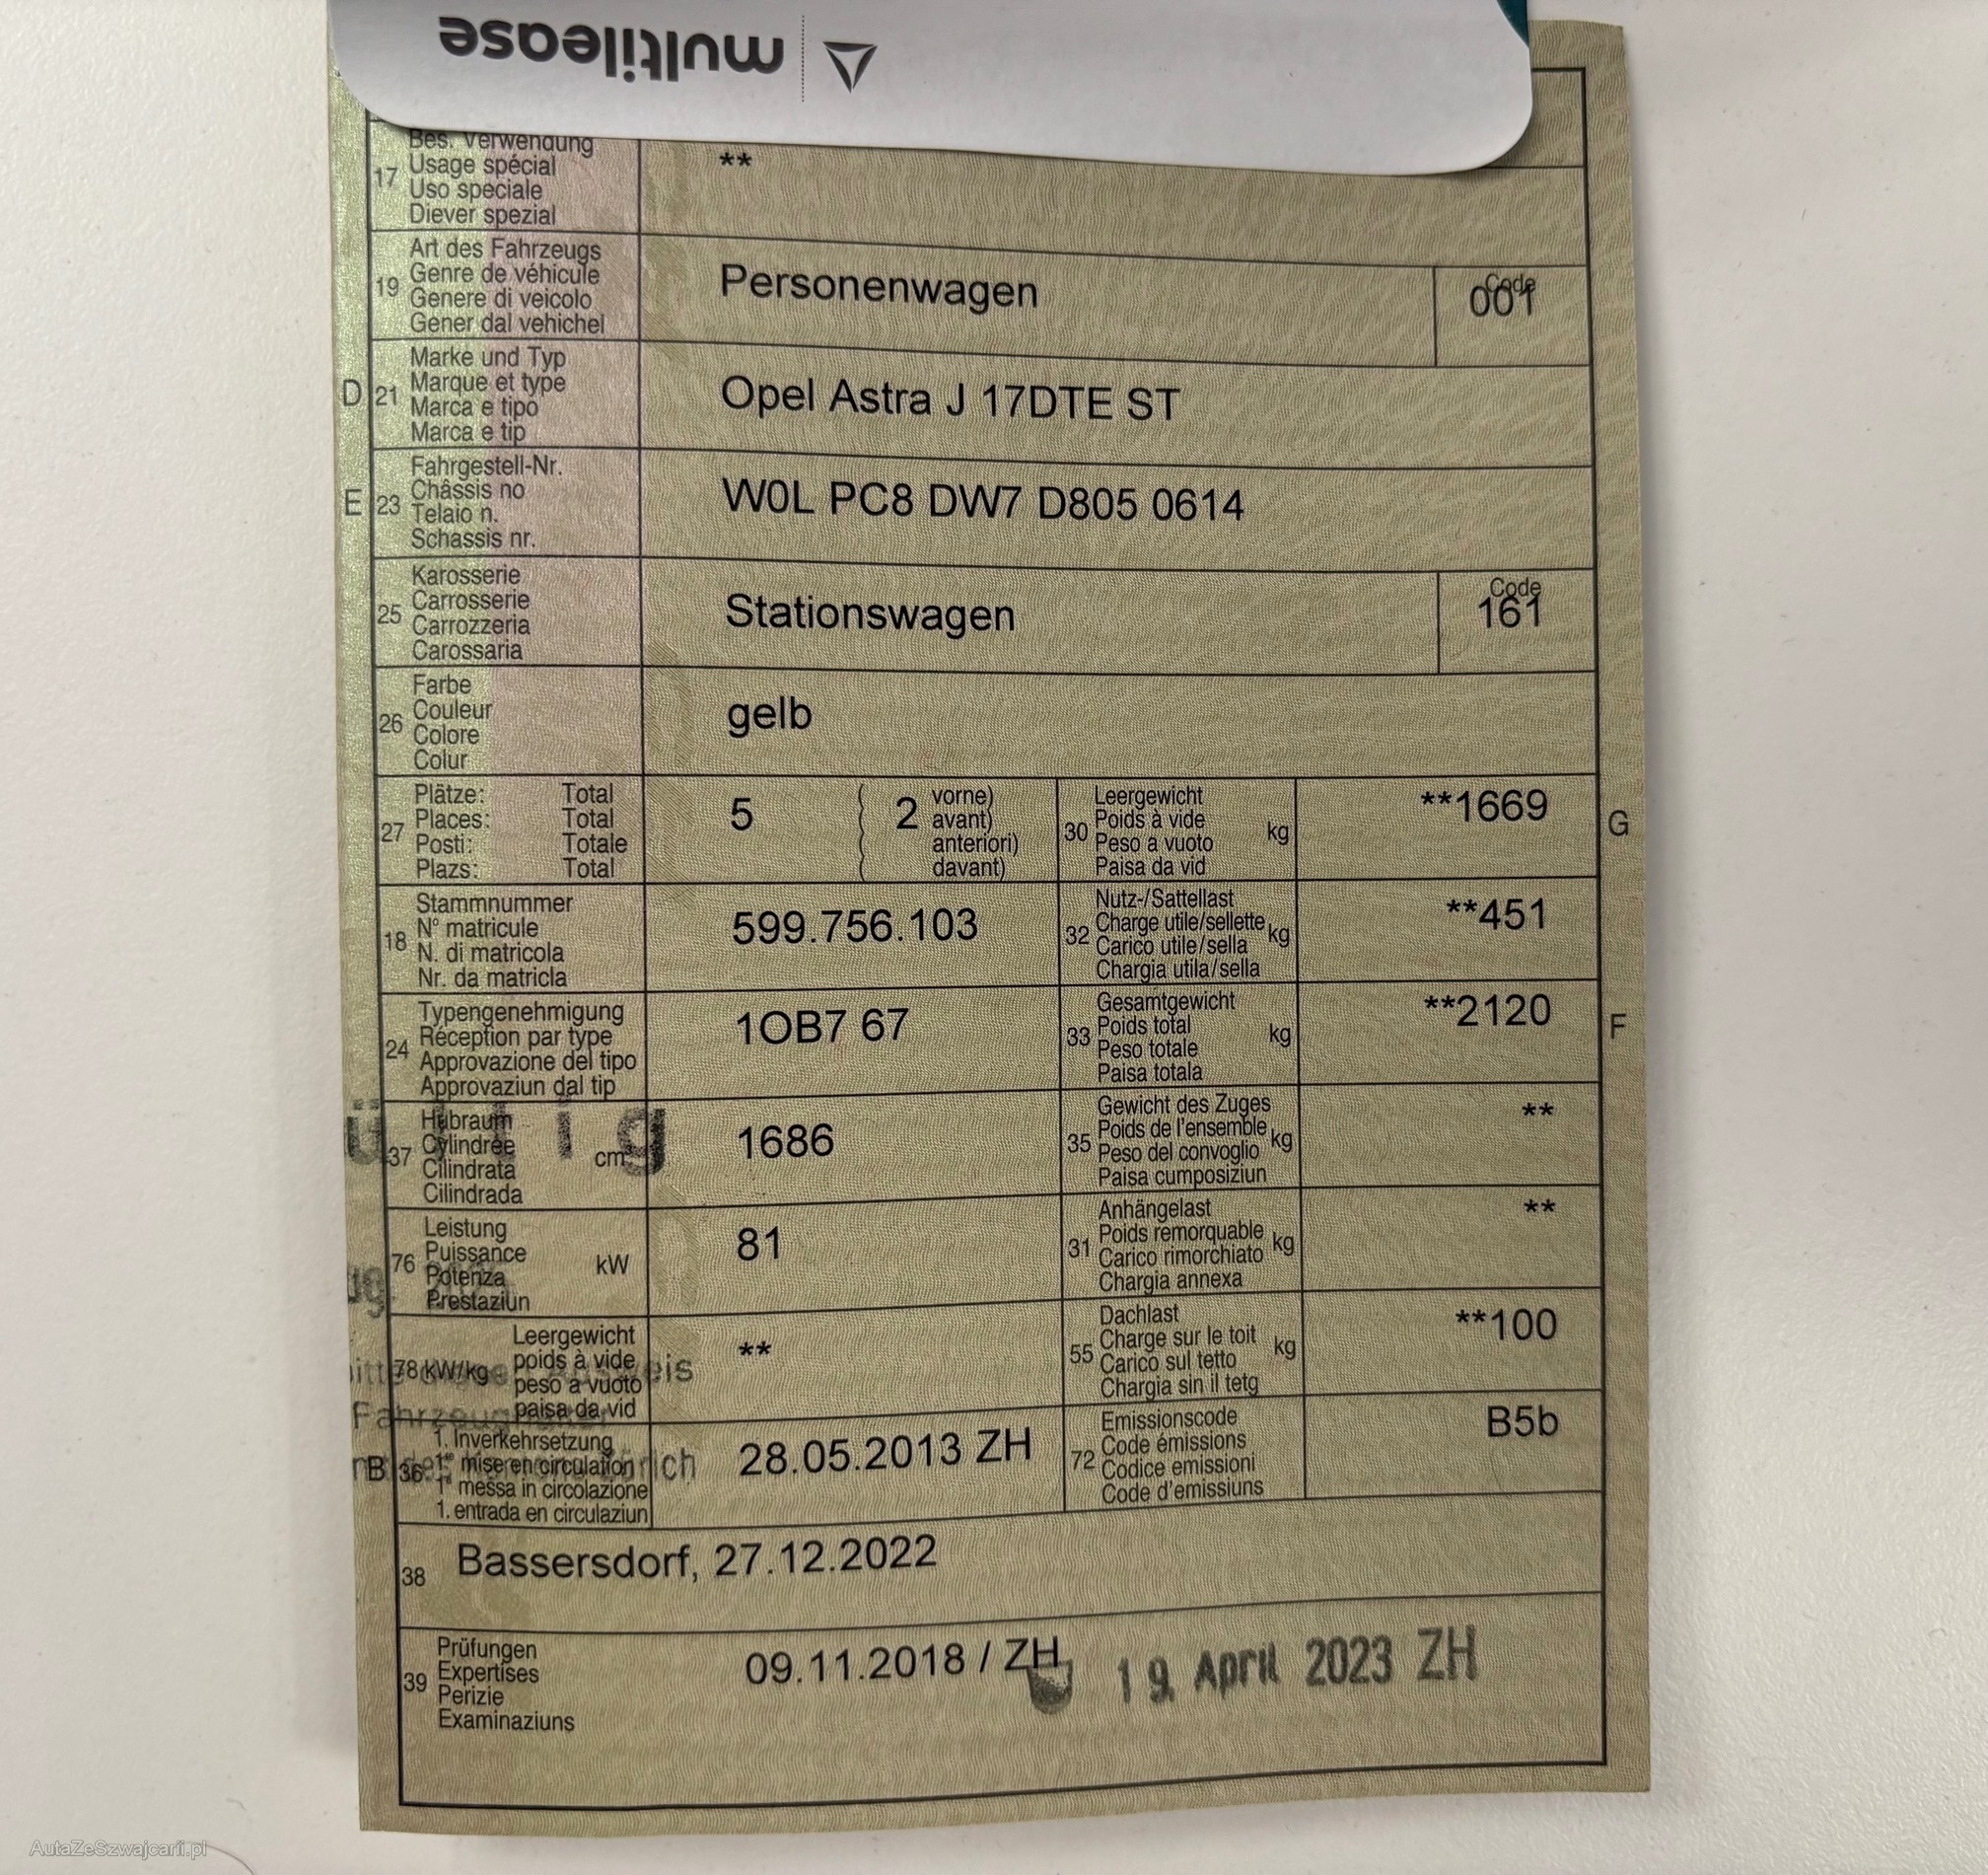 multilease
Bes. Verwendung
17 Usage spécial **
Uso speciale
Diever spezial
Art des Fahrzeugs
19 Genre de véhicule Personenwagen Code 001
Genere di veicolo
Gener dal vehichel
Marke und Typ
D 21 Marque et type Opel Astra J 17DTE ST
Marca e tipo
Marca e tip
Fahrgestell-Nr.
E 23 Châssis no W0L PC8 DW7 D805 0614
Telaio n.
Schassis nr.
Karosserie
25 Carrosserie Stationswagen Code 161
Carrozzeria
Carossaria
Farbe
26 Couleur gelb
Colore
Colur
Plätze: Total 5 ( 2 vorne) Leergewicht **1669
27 Places: Total avant) 30 Poids à vide kg G
Posti: Totale anteriori) Peso a vuoto
Plazs: Total davant) Paisa da vid
Stammnummer Nutz-/Sattellast
18 N° matricule 599.756.103 32 Charge utile/sellette kg **451
N. di matricola Carico utile/sella
Nr. da matricla Chargia utila/sella
Typengenehmigung Gesamtgewicht
24 Réception par type 1OB7 67 33 Poids total kg **2120 F
Approvazione del tipo Peso totale
Approvaziun dal tip Paisa totala
Hubraum Gewicht des Zuges
37 Cylindrée cm³ 1686 35 Poids de l'ensemble kg **
Cilindrata Peso del convoglio
Cilindrada Paisa cumposiziun
Leistung Anhängelast
76 Puissance kW 81 31 Poids remorquable kg **
Potenza Carico rimorchiato
Prestaziun Chargia annexa
Leergewicht Dachlast
78 kW/kg poids à vide ** 55 Charge sur le toit kg **100
peso a vuoto Carico sul tetto
paisa da vid Chargia sin il tetg
1. Inverkehrsetzung Emissionscode
B 36 1re mise en circulation 28.05.2013 ZH 72 Code émissions B5b
1a messa in circolazione Codice emissioni
1. entrada en circulaziun Code d'emissiuns
38 Bassersdorf, 27.12.2022
Prüfungen
39 Expertises 09.11.2018 / ZH 19. April 2023 ZH
Perizie
Examinaziuns
AutaZeSzwajcarii.pl